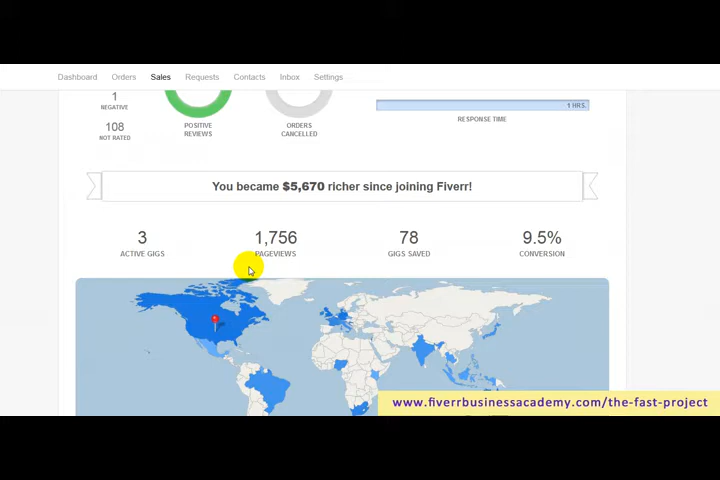 Dashboard Orders Sales Requests Contacts Inbox Settings
1
NEGATIVE
108
NOT RATED
POSITIVE
REVIEWS
ORDERS
CANCELLED
1 HRS.
RESPONSE TIME
You became $5,670 richer since joining Fiverr!
3 1,756 78 9.5%
ACTIVE GIGS PAGEVIEWS GIGS SAVED CONVERSION
www.fiverrbusinessacademy.com/the-fast-project